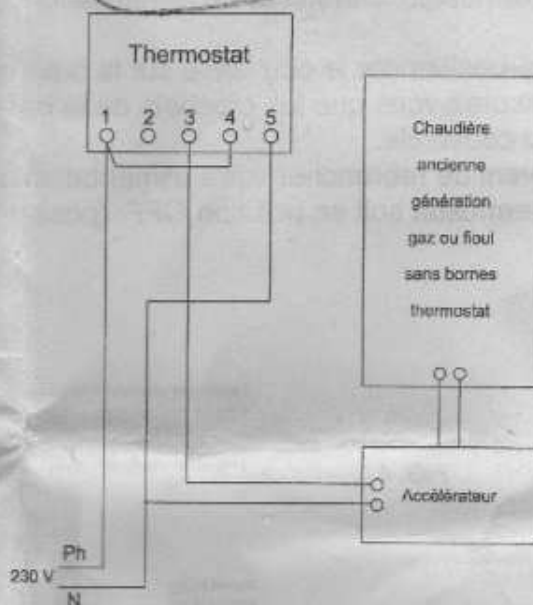 Thermostat
1 2 3 4 5
Chaudière
ancienne
génération
gaz ou fioul
sans bornes
thermostat
Accélérateur
Ph
230 V
N